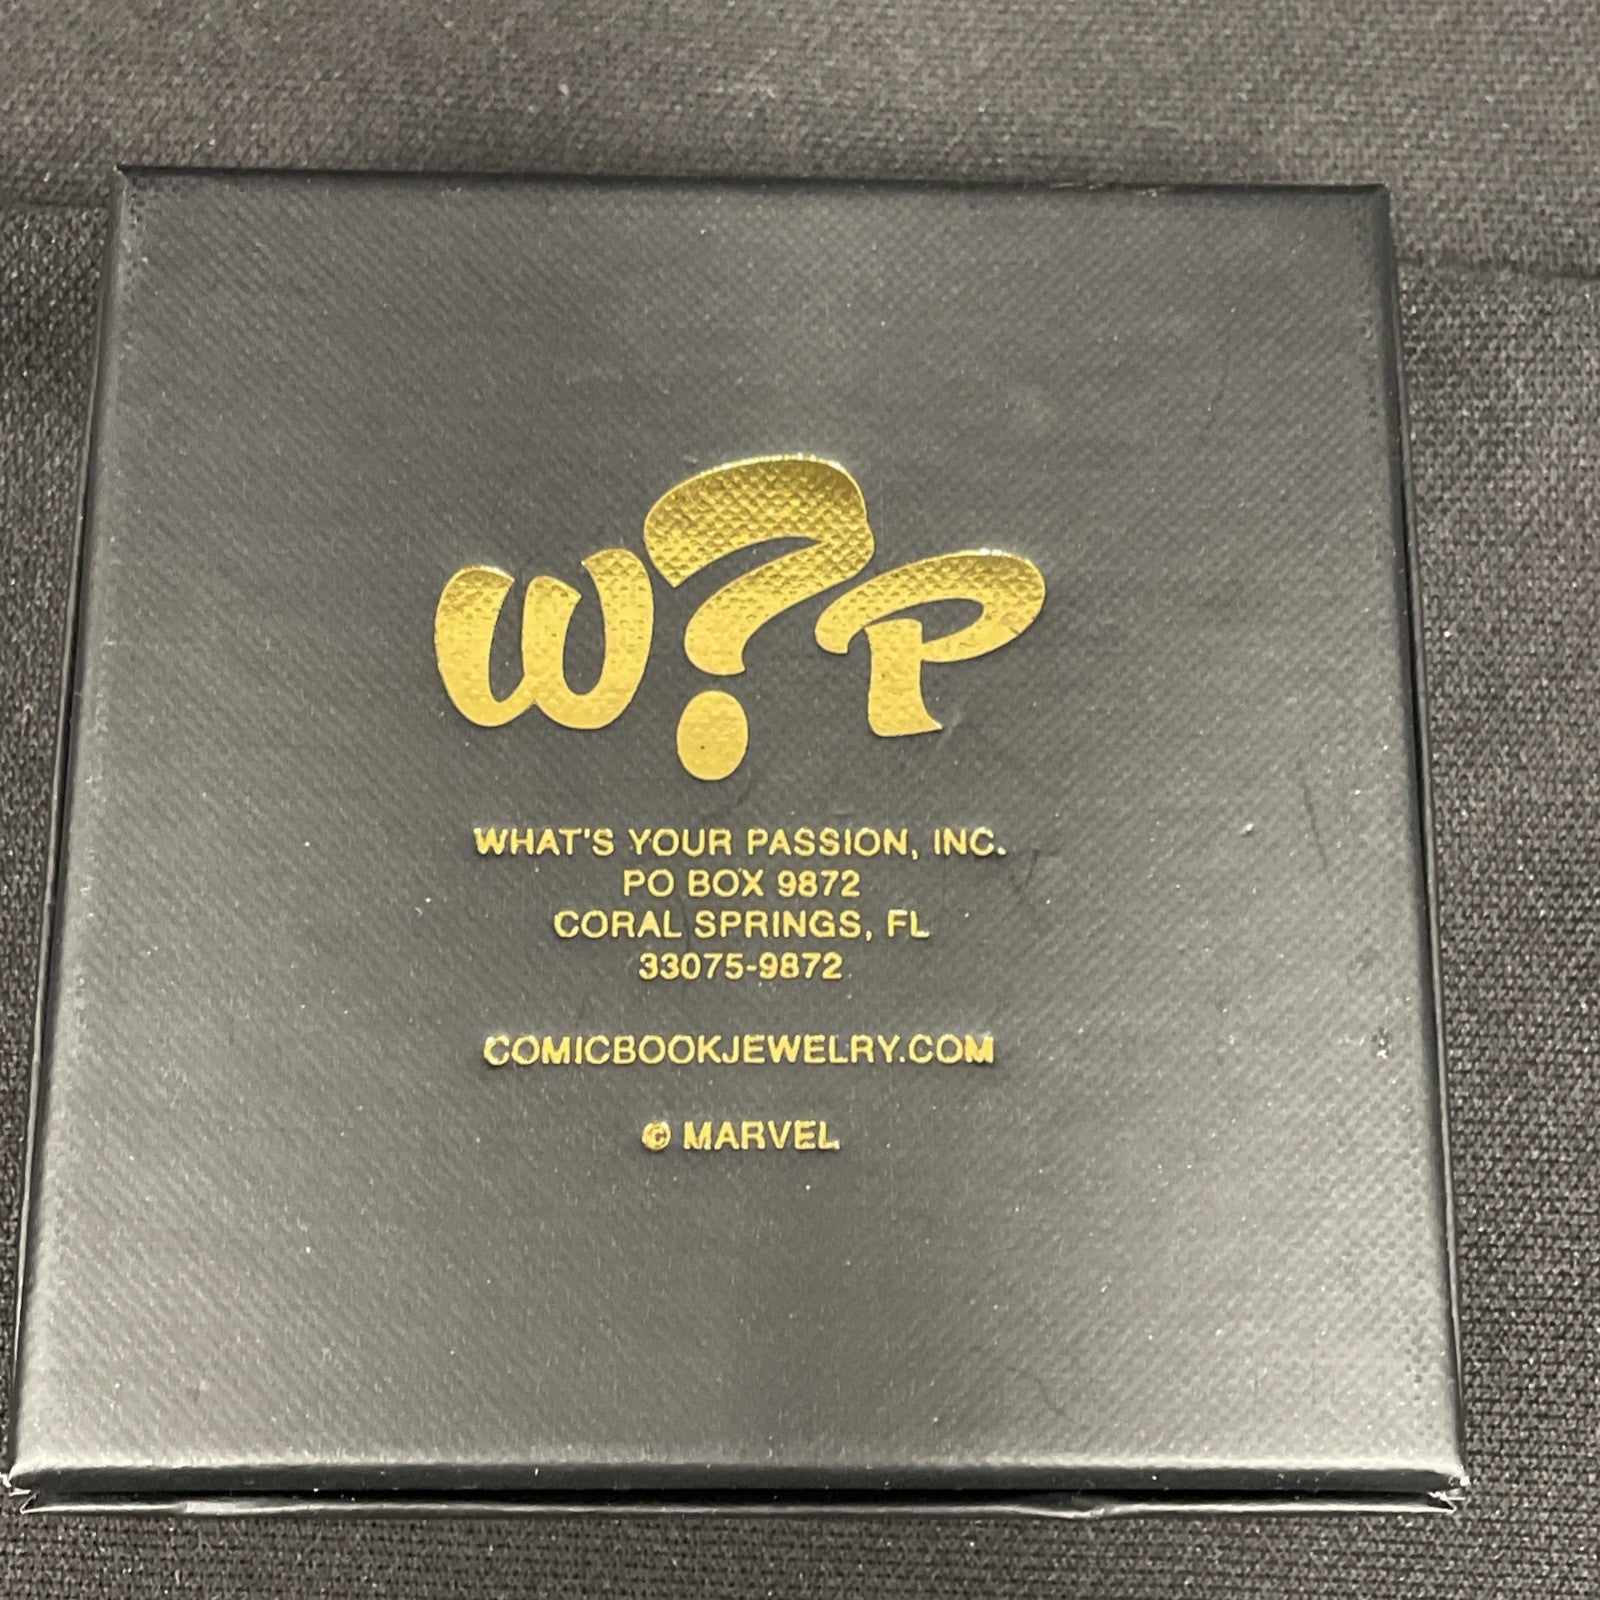 W?P
WHAT'S YOUR PASSION, INC.
PO BOX 9872
CORAL SPRINGS, FL
33075-9872
COMICBOOKJEWELRY.COM
© MARVEL